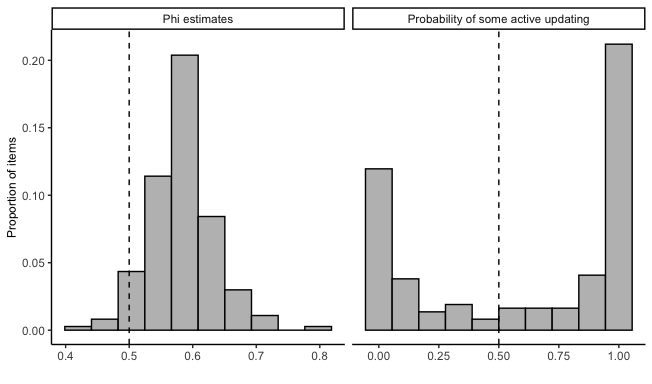 Phi estimates
Probability of some active updating
Proportion of items
0.20
0.15
0.10
0.05
0.00
0.4 0.5 0.6 0.7 0.8
0.00 0.25 0.50 0.75 1.00